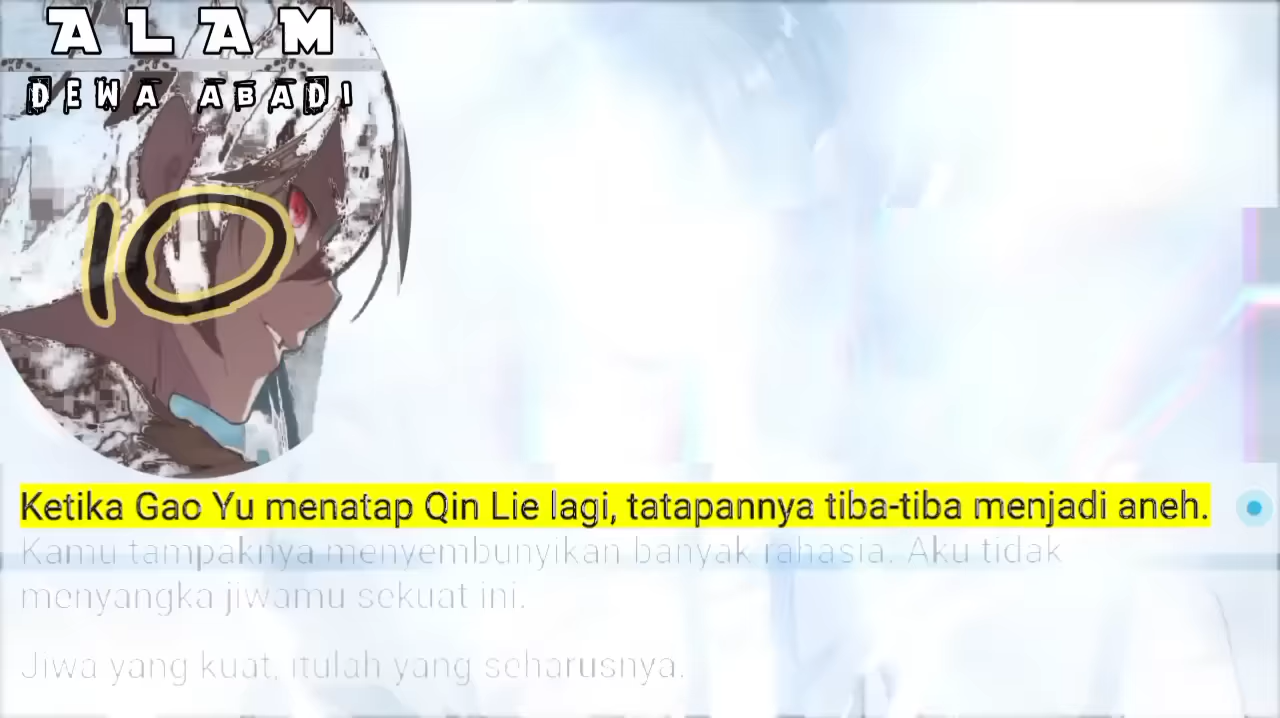 ALAM
DEWA ABADI
10
Ketika Gao Yu menatap Qin Lie lagi, tatapannya tiba-tiba menjadi aneh.
Kamu tampaknya menyembunyikan banyak rahasia. Aku tidak
menyangka jiwamu sekuat ini.
Jiwa yang kuat, itulah yang seharusnya.